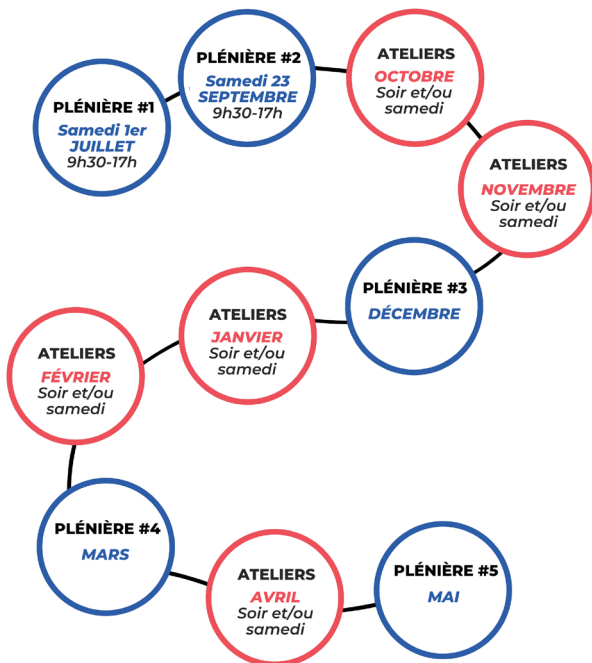 PLÉNIÈRE #1
Samedi 1er
JUILLET
9h30-17h
PLÉNIÈRE #2
Samedi 23
SEPTEMBRE
9h30-17h
ATELIERS
OCTOBRE
Soir et/ou
samedi
ATELIERS
NOVEMBRE
Soir et/ou
samedi
PLÉNIÈRE #3
DÉCEMBRE
ATELIERS
JANVIER
Soir et/ou
samedi
ATELIERS
FÉVRIER
Soir et/ou
samedi
PLÉNIÈRE #4
MARS
ATELIERS
AVRIL
Soir et/ou
samedi
PLÉNIÈRE #5
MAI